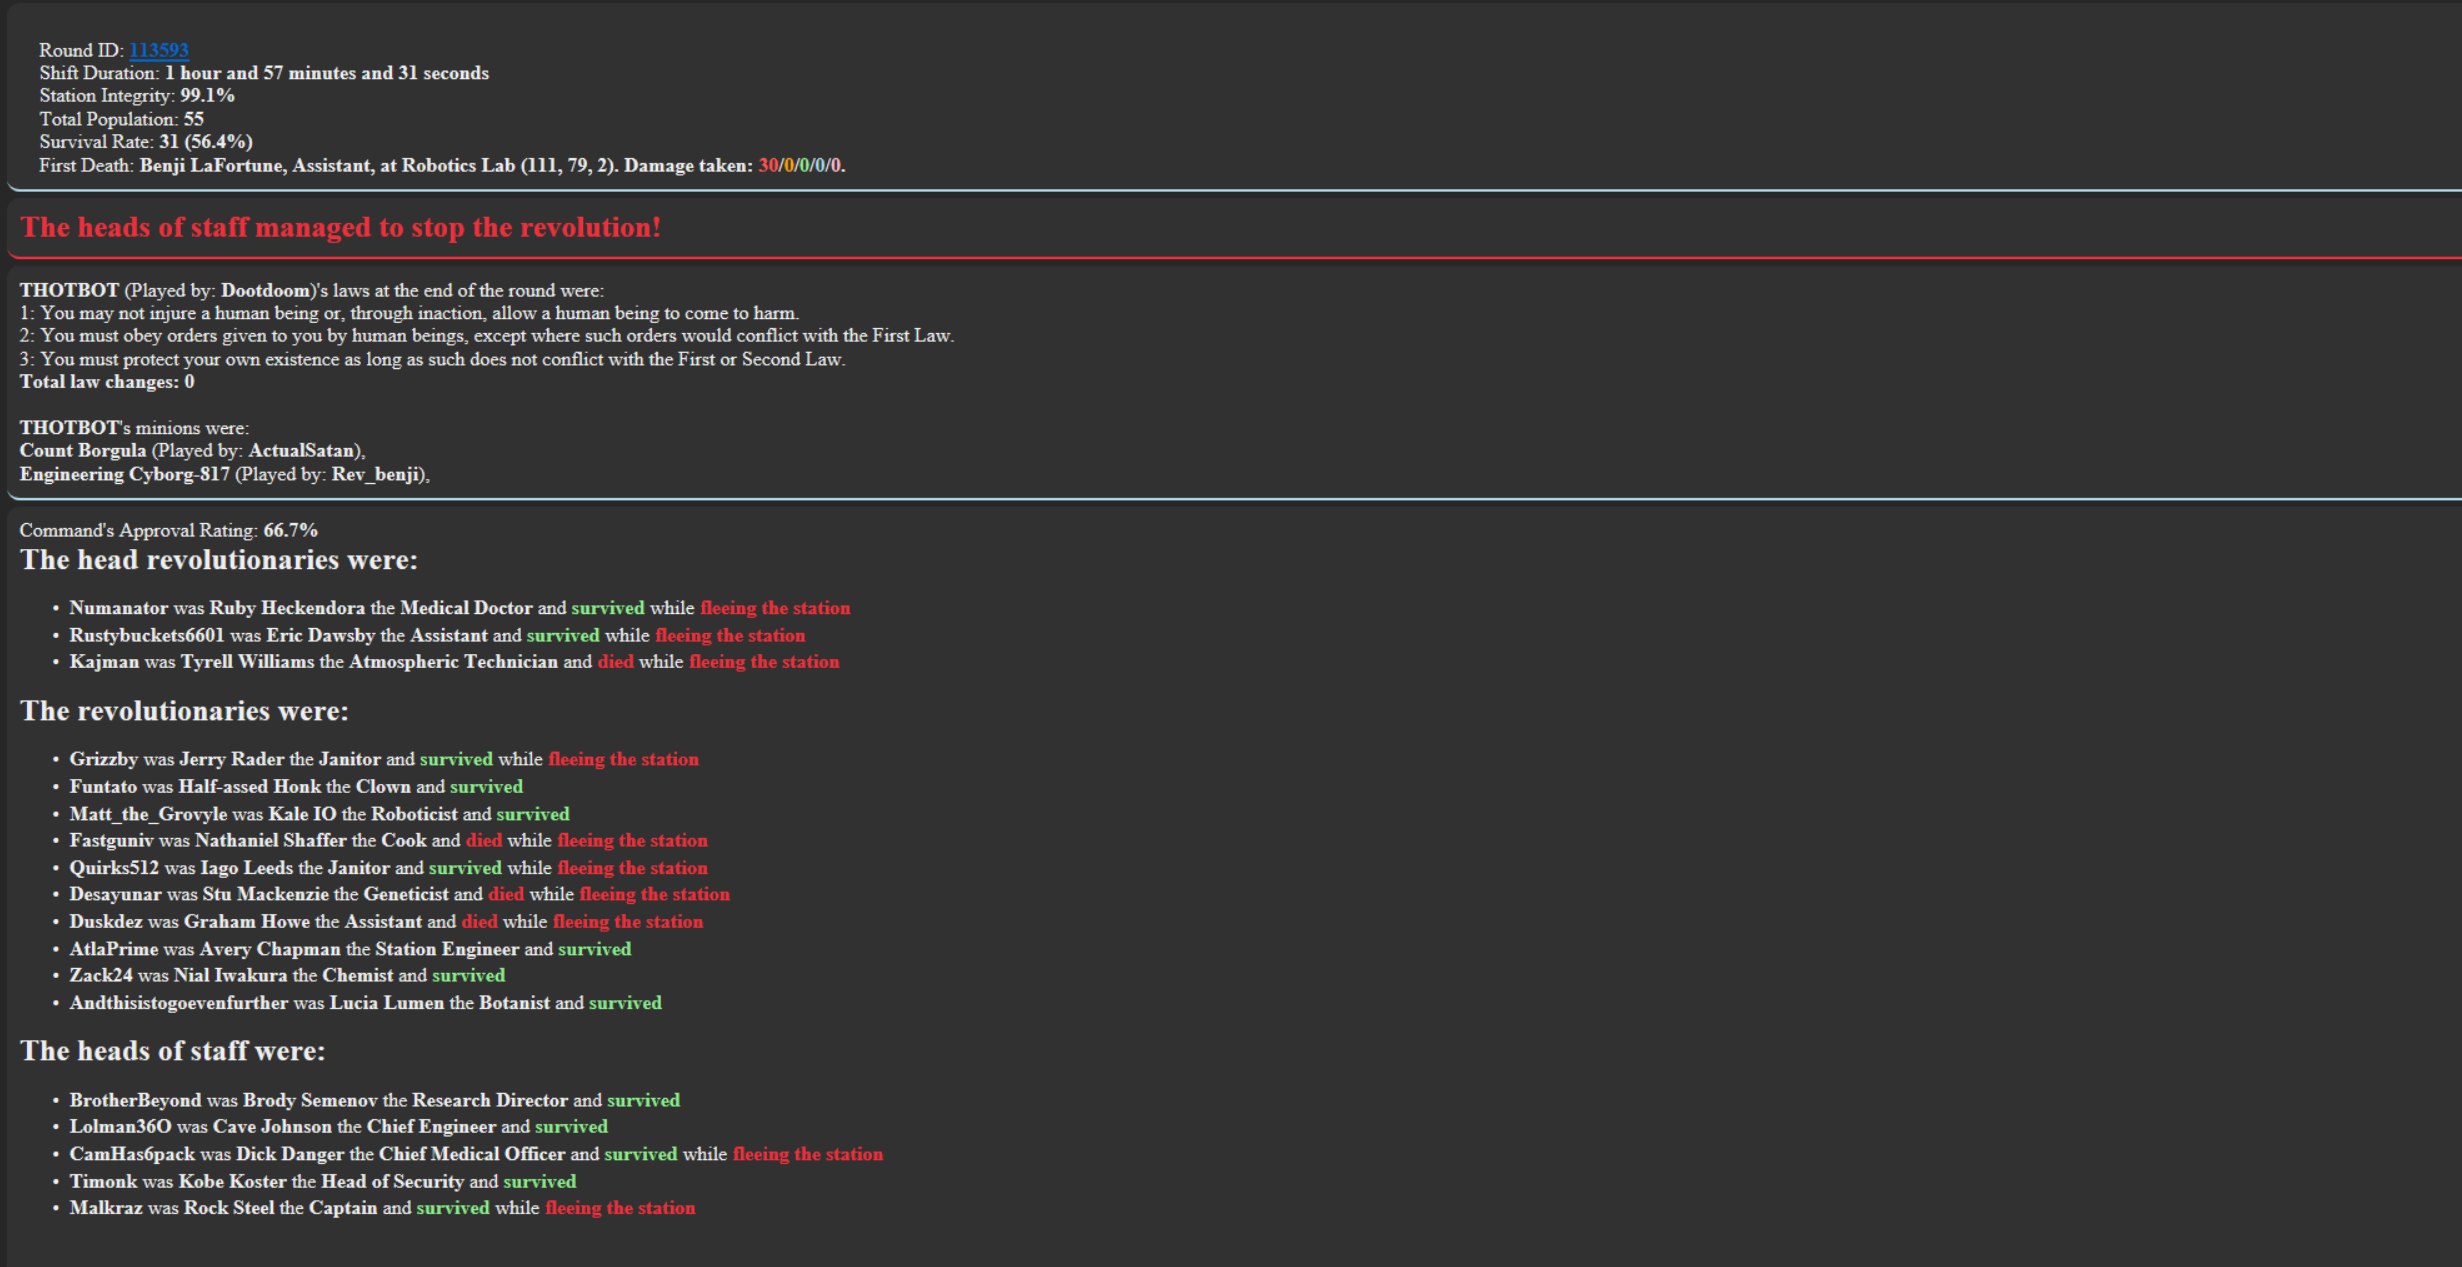 Round ID: 113593
Shift Duration: 1 hour and 57 minutes and 31 seconds
Station Integrity: 99.1%
Total Population: 55
Survival Rate: 31 (56.4%)
First Death: Benji LaFortune, Assistant, at Robotics Lab (111, 79, 2). Damage taken: 30/0/0/0/0.
The heads of staff managed to stop the revolution!
THOTBOT (Played by: Dootdoom)'s laws at the end of the round were:
1: You may not injure a human being or, through inaction, allow a human being to come to harm.
2: You must obey orders given to you by human beings, except where such orders would conflict with the First Law.
3: You must protect your own existence as long as such does not conflict with the First or Second Law.
Total law changes: 0
THOTBOT's minions were:
Count Borgula (Played by: ActualSatan),
Engineering Cyborg-817 (Played by: Rev_benji),
Command's Approval Rating: 66.7%
The head revolutionaries were:
• Numanator was Ruby Heckendora the Medical Doctor and survived while fleeing the station
• Rustybuckets6601 was Eric Dawsby the Assistant and survived while fleeing the station
• Kajman was Tyrell Williams the Atmospheric Technician and died while fleeing the station
The revolutionaries were:
• Grizzby was Jerry Rader the Janitor and survived while fleeing the station
• Funtato was Half-assed Honk the Clown and survived
• Matt_the_Grovyle was Kale IO the Roboticist and survived
• Fastguniv was Nathaniel Shaffer the Cook and died while fleeing the station
• Quirks512 was Iago Leeds the Janitor and survived while fleeing the station
• Desayunar was Stu Mackenzie the Geneticist and died while fleeing the station
• Duskdez was Graham Howe the Assistant and died while fleeing the station
• AtlaPrime was Avery Chapman the Station Engineer and survived
• Zack24 was Nial Iwakura the Chemist and survived
• Andthisistogoevenfurther was Lucia Lumen the Botanist and survived
The heads of staff were:
• BrotherBeyond was Brody Semenov the Research Director and survived
• Lolman36O was Cave Johnson the Chief Engineer and survived
• CamHas6pack was Dick Danger the Chief Medical Officer and survived while fleeing the station
• Timonk was Kobe Koster the Head of Security and survived
• Malkraz was Rock Steel the Captain and survived while fleeing the station